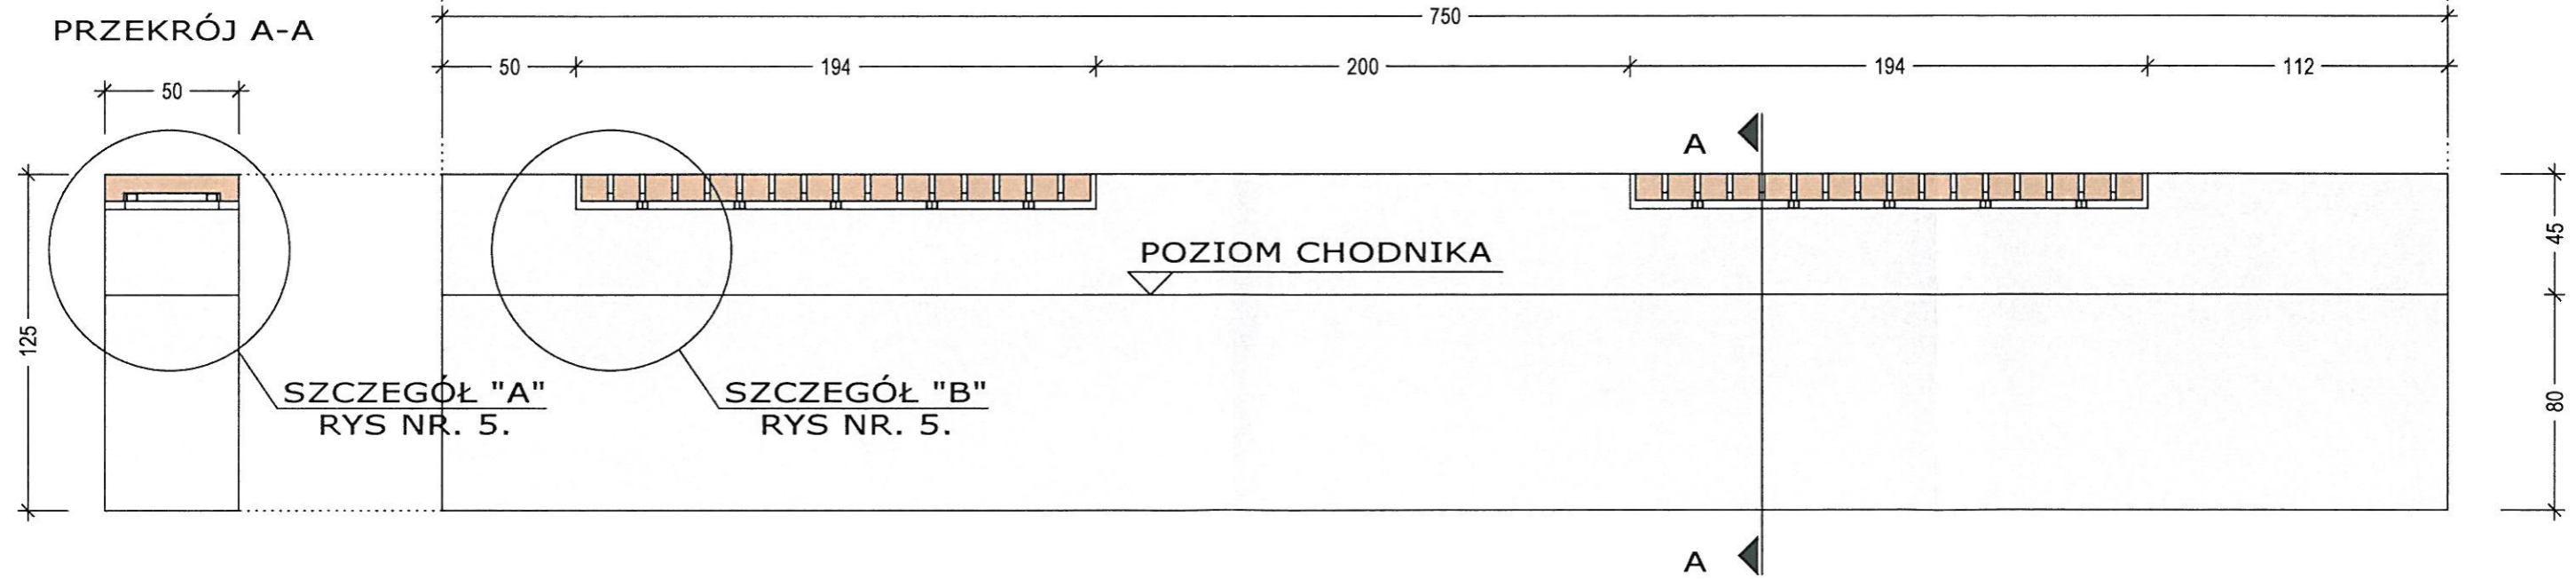 PRZEKRÓJ A-A
750
50
194
200
194
112
50
A
45
POZIOM CHODNIKA
125
80
SZCZEGÓŁ "A"
RYS NR. 5.
SZCZEGÓŁ "B"
RYS NR. 5.
A